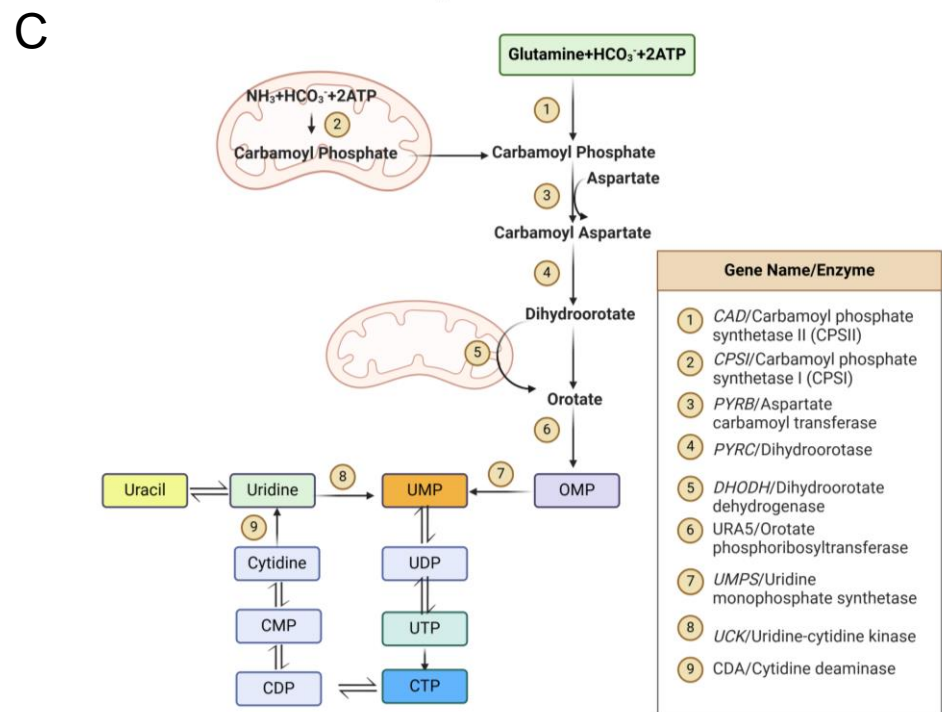 C
Glutamine+HCO₃⁻+2ATP
NH₃+HCO₃⁻+2ATP
1
2
Carbamoyl Phosphate
Carbamoyl Phosphate
Aspartate
3
Carbamoyl Aspartate
4
Dihydroorotate
5
Orotate
6
Uracil
Uridine
8
UMP
7
OMP
9
Cytidine
UDP
CMP
UTP
CDP
CTP
Gene Name/Enzyme
1 CAD/Carbamoyl phosphate
synthetase II (CPSII)
2 CPSI/Carbamoyl phosphate
synthetase I (CPSI)
3 PYRB/Aspartate
carbamoyl transferase
4 PYRC/Dihydroorotase
5 DHODH/Dihydroorotate
dehydrogenase
6 URA5/Orotate
phosphoribosyltransferase
7 UMPS/Uridine
monophosphate synthetase
8 UCK/Uridine-cytidine kinase
9 CDA/Cytidine deaminase